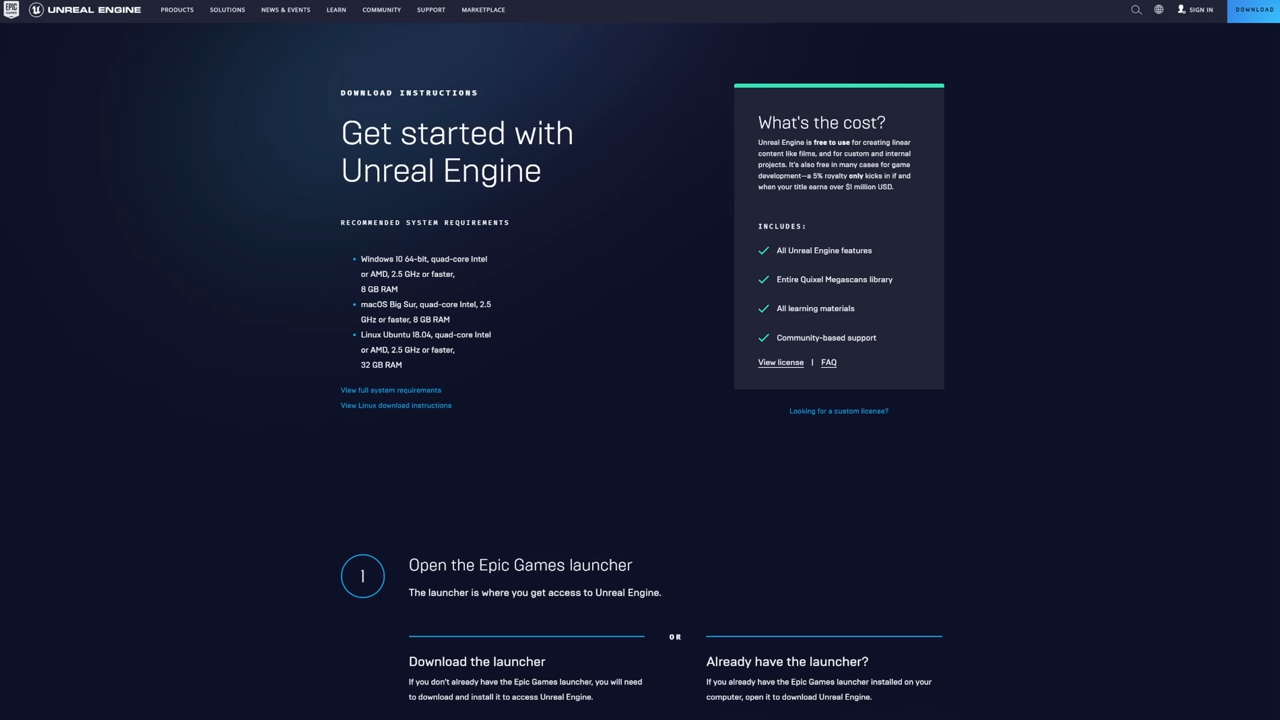 EPIC GAMES
UNREAL ENGINE PRODUCTS SOLUTIONS NEWS & EVENTS LEARN COMMUNITY SUPPORT MARKETPLACE SIGN IN DOWNLOAD
DOWNLOAD INSTRUCTIONS
Get started with
Unreal Engine
RECOMMENDED SYSTEM REQUIREMENTS
Windows 10 64-bit, quad-core Intel
or AMD, 2.5 GHz or faster,
8 GB RAM
macOS Big Sur, quad-core Intel, 2.5
GHz or faster, 8 GB RAM
Linux Ubuntu 18.04, quad-core Intel
or AMD, 2.5 GHz or faster,
32 GB RAM
View full system requirements
View Linux download instructions
What's the cost?
Unreal Engine is free to use for creating linear
content like films, and for custom and internal
projects. It's also free in many cases for game
development—a 5% royalty only kicks in if and
when your title earns over $1 million USD.
INCLUDES:
All Unreal Engine features
Entire Quixel Megascans library
All learning materials
Community-based support
View license | FAQ
Looking for a custom license?
1
Open the Epic Games launcher
The launcher is where you get access to Unreal Engine.
OR
Download the launcher
If you don't already have the Epic Games launcher, you will need
to download and install it to access Unreal Engine.
Already have the launcher?
If you already have the Epic Games launcher installed on your
computer, open it to download Unreal Engine.